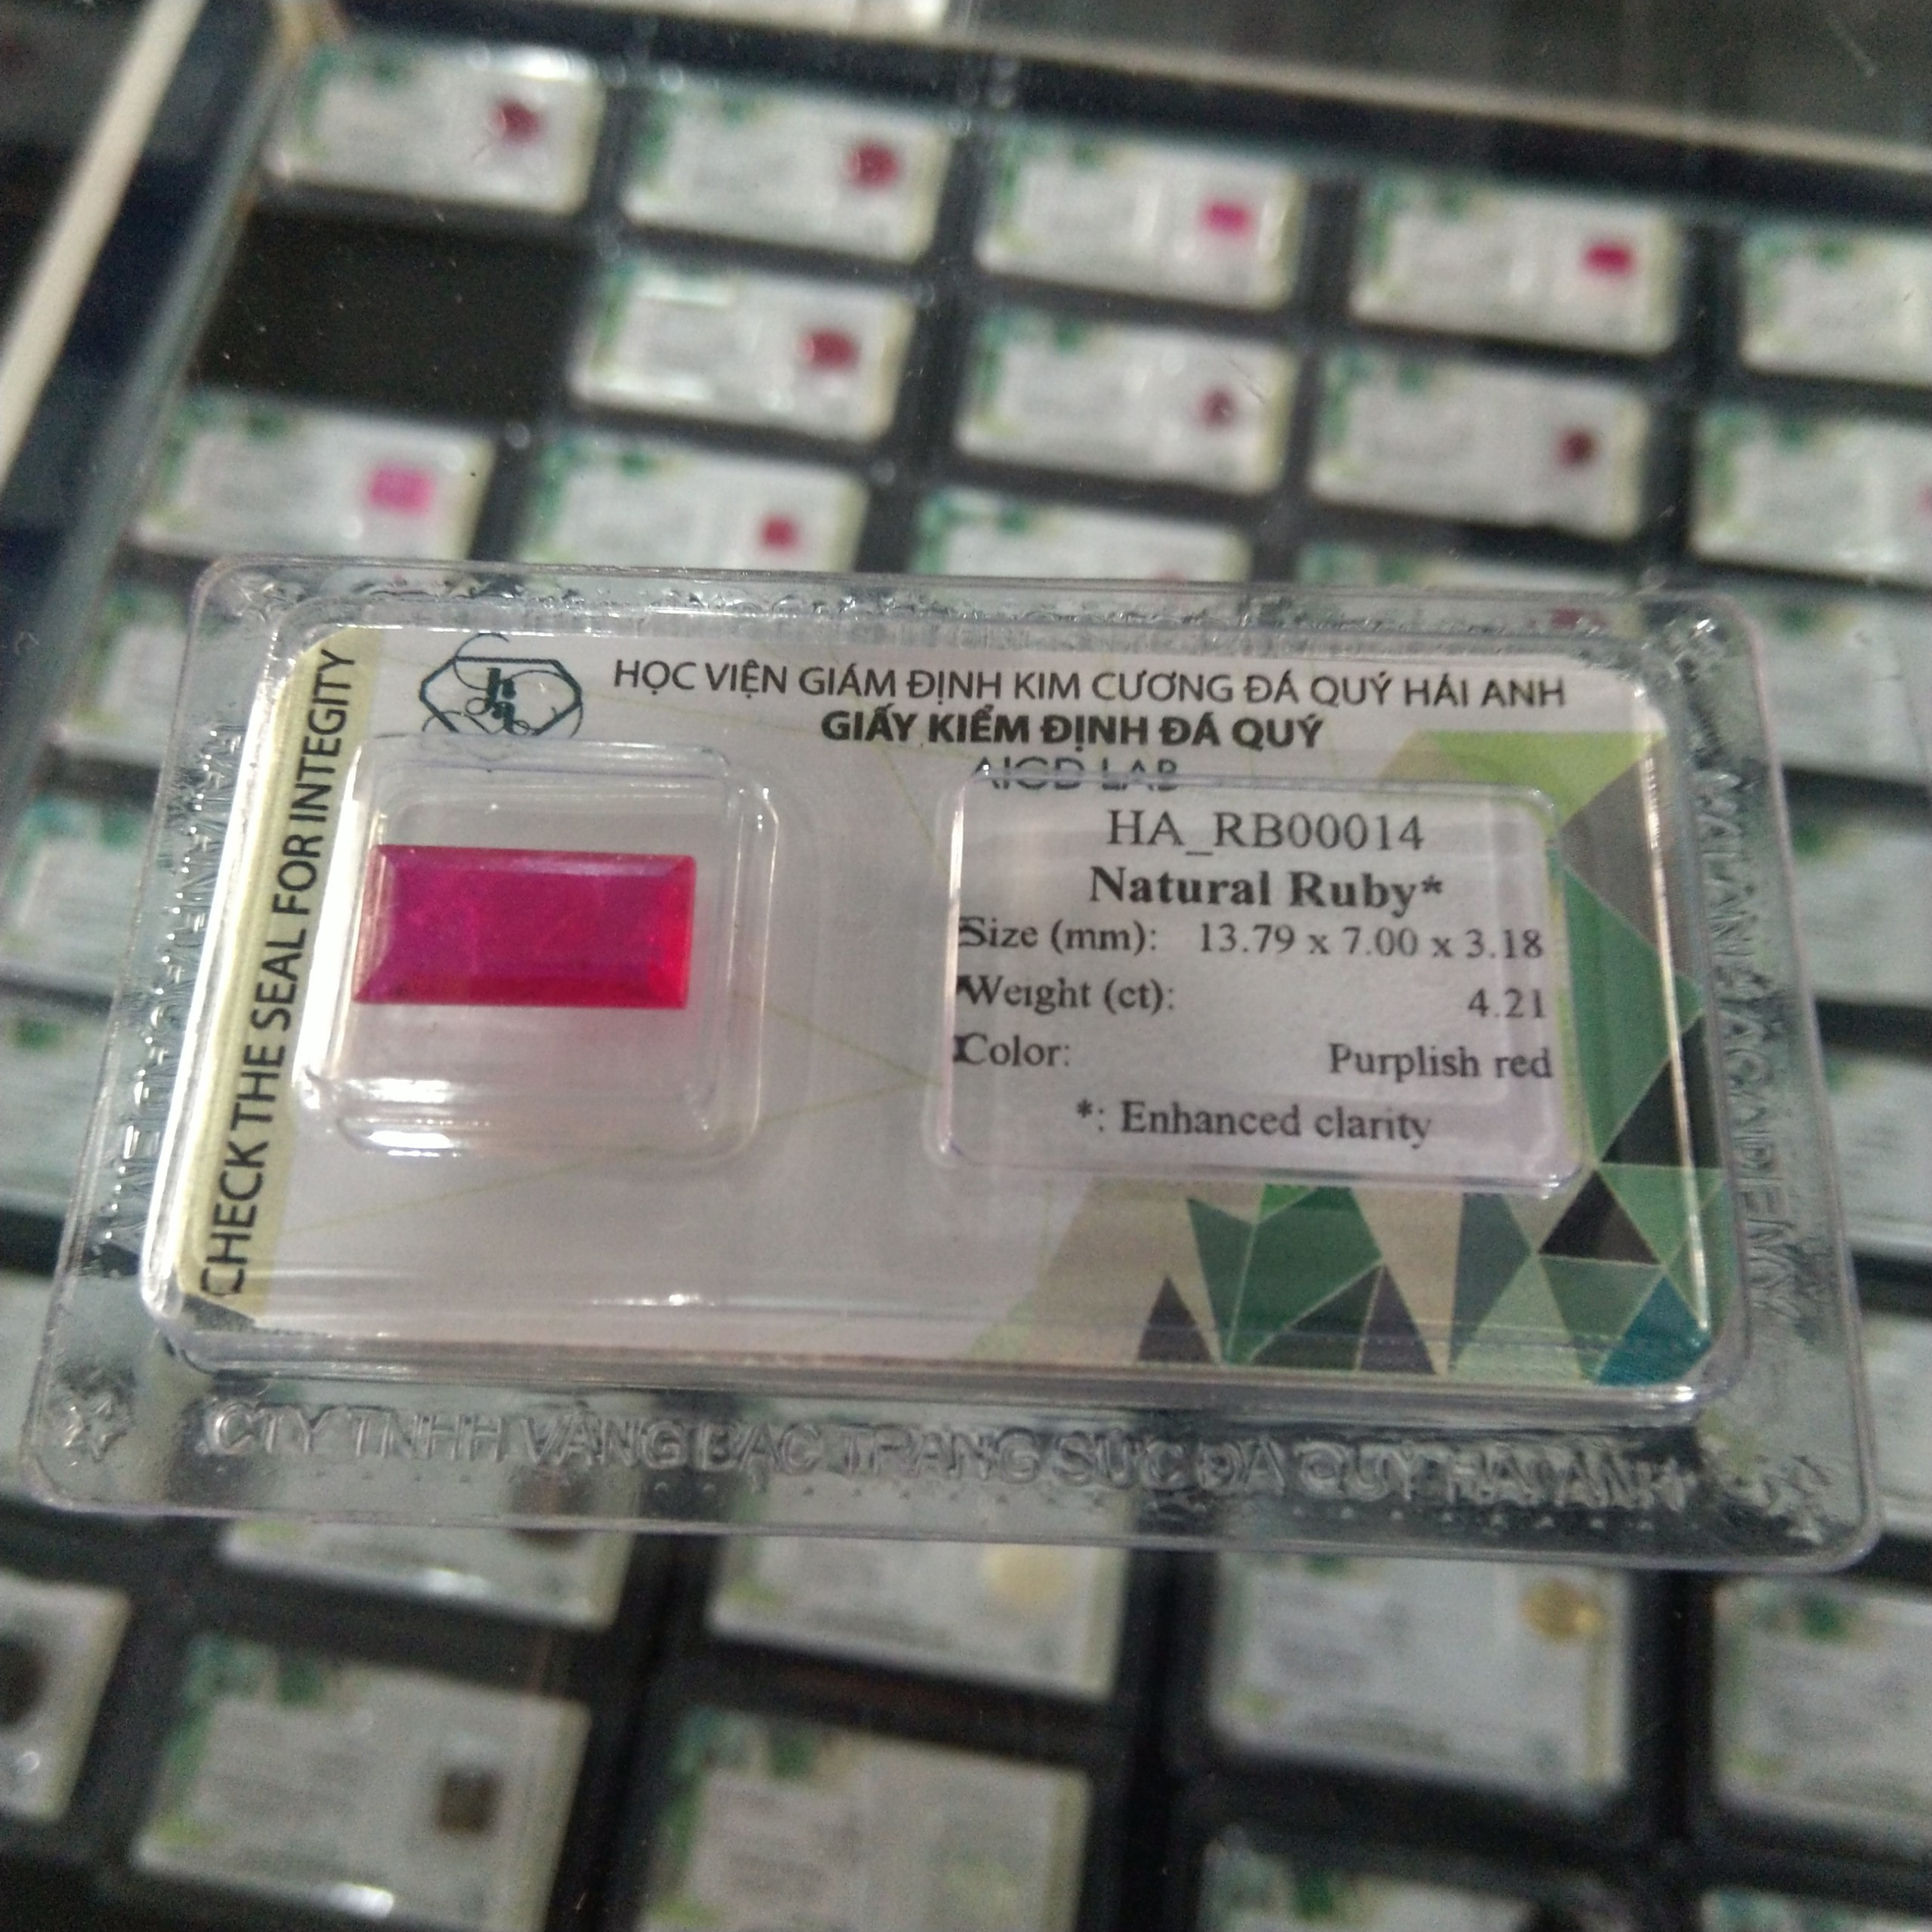 CHECK THE SEAL FOR INTEGITY
HỌC VIỆN GIÁM ĐỊNH KIM CƯƠNG ĐÁ QUÝ HẢI ANH
GIẤY KIỂM ĐỊNH ĐÁ QUÝ
AIGD LAB
HA_RB00014
Natural Ruby*
Size (mm): 13.79 x 7.00 x 3.18
Weight (ct): 4.21
Color: Purplish red
*: Enhanced clarity
CTY TNHH VÀNG BẠC TRANG SỨC ĐÁ QUÝ HẢI ANH